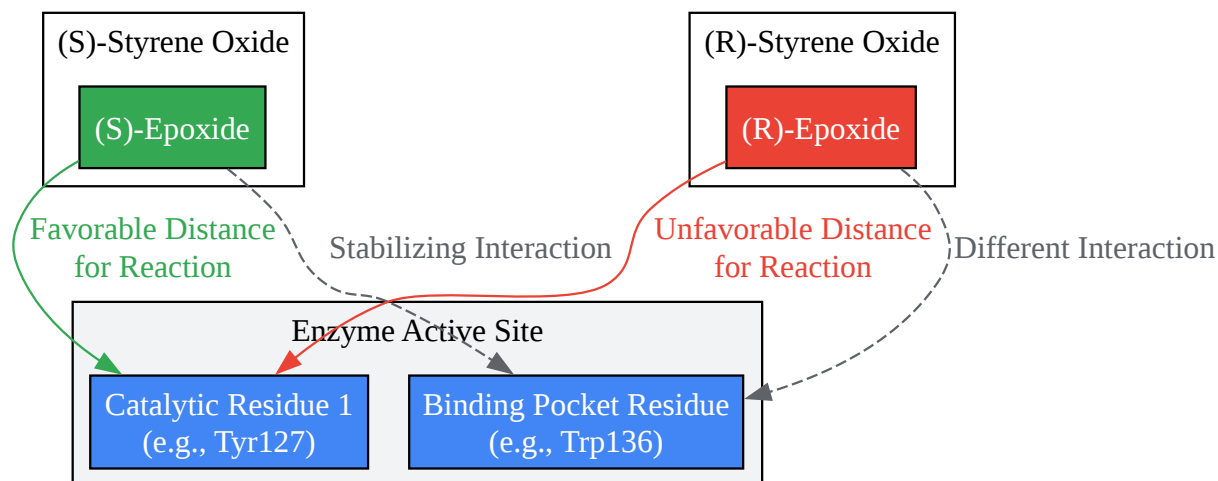 (S)-Styrene Oxide
(R)-Styrene Oxide
(S)-Epoxide
(R)-Epoxide
Favorable Distance
for Reaction
Stabilizing Interaction
Unfavorable Distance
for Reaction
Different Interaction
Enzyme Active Site
Catalytic Residue 1
(e.g., Tyr127)
Binding Pocket Residue
(e.g., Trp136)